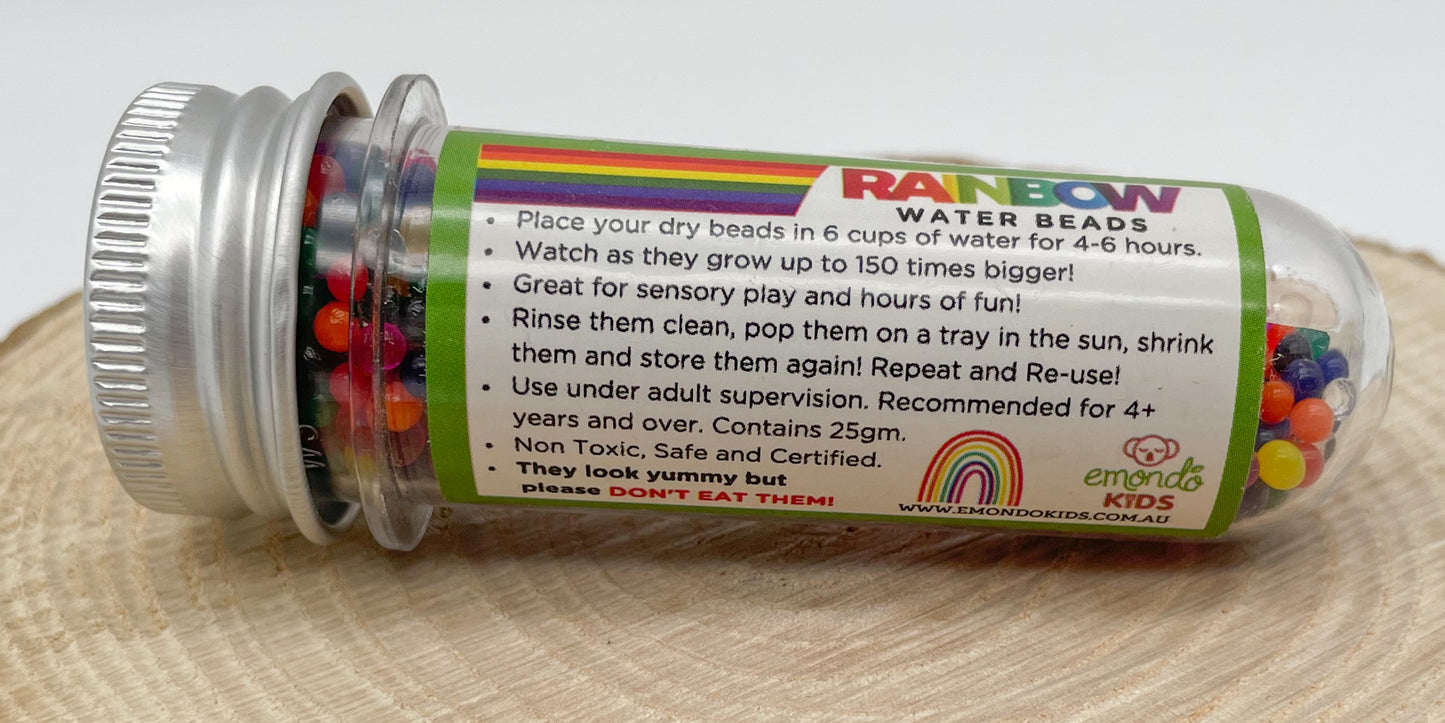 RAINBOW
WATER BEADS
• Place your dry beads in 6 cups of water for 4-6 hours.
• Watch as they grow up to 150 times bigger!
• Great for sensory play and hours of fun!
• Rinse them clean, pop them on a tray in the sun, shrink
them and store them again! Repeat and Re-use!
• Use under adult supervision. Recommended for 4+
years and over. Contains 25gm.
• Non Toxic, Safe and Certified.
• They look yummy but
please DON'T EAT THEM!
emondo
KIDS
WWW.EMONDOKIDS.COM.AU